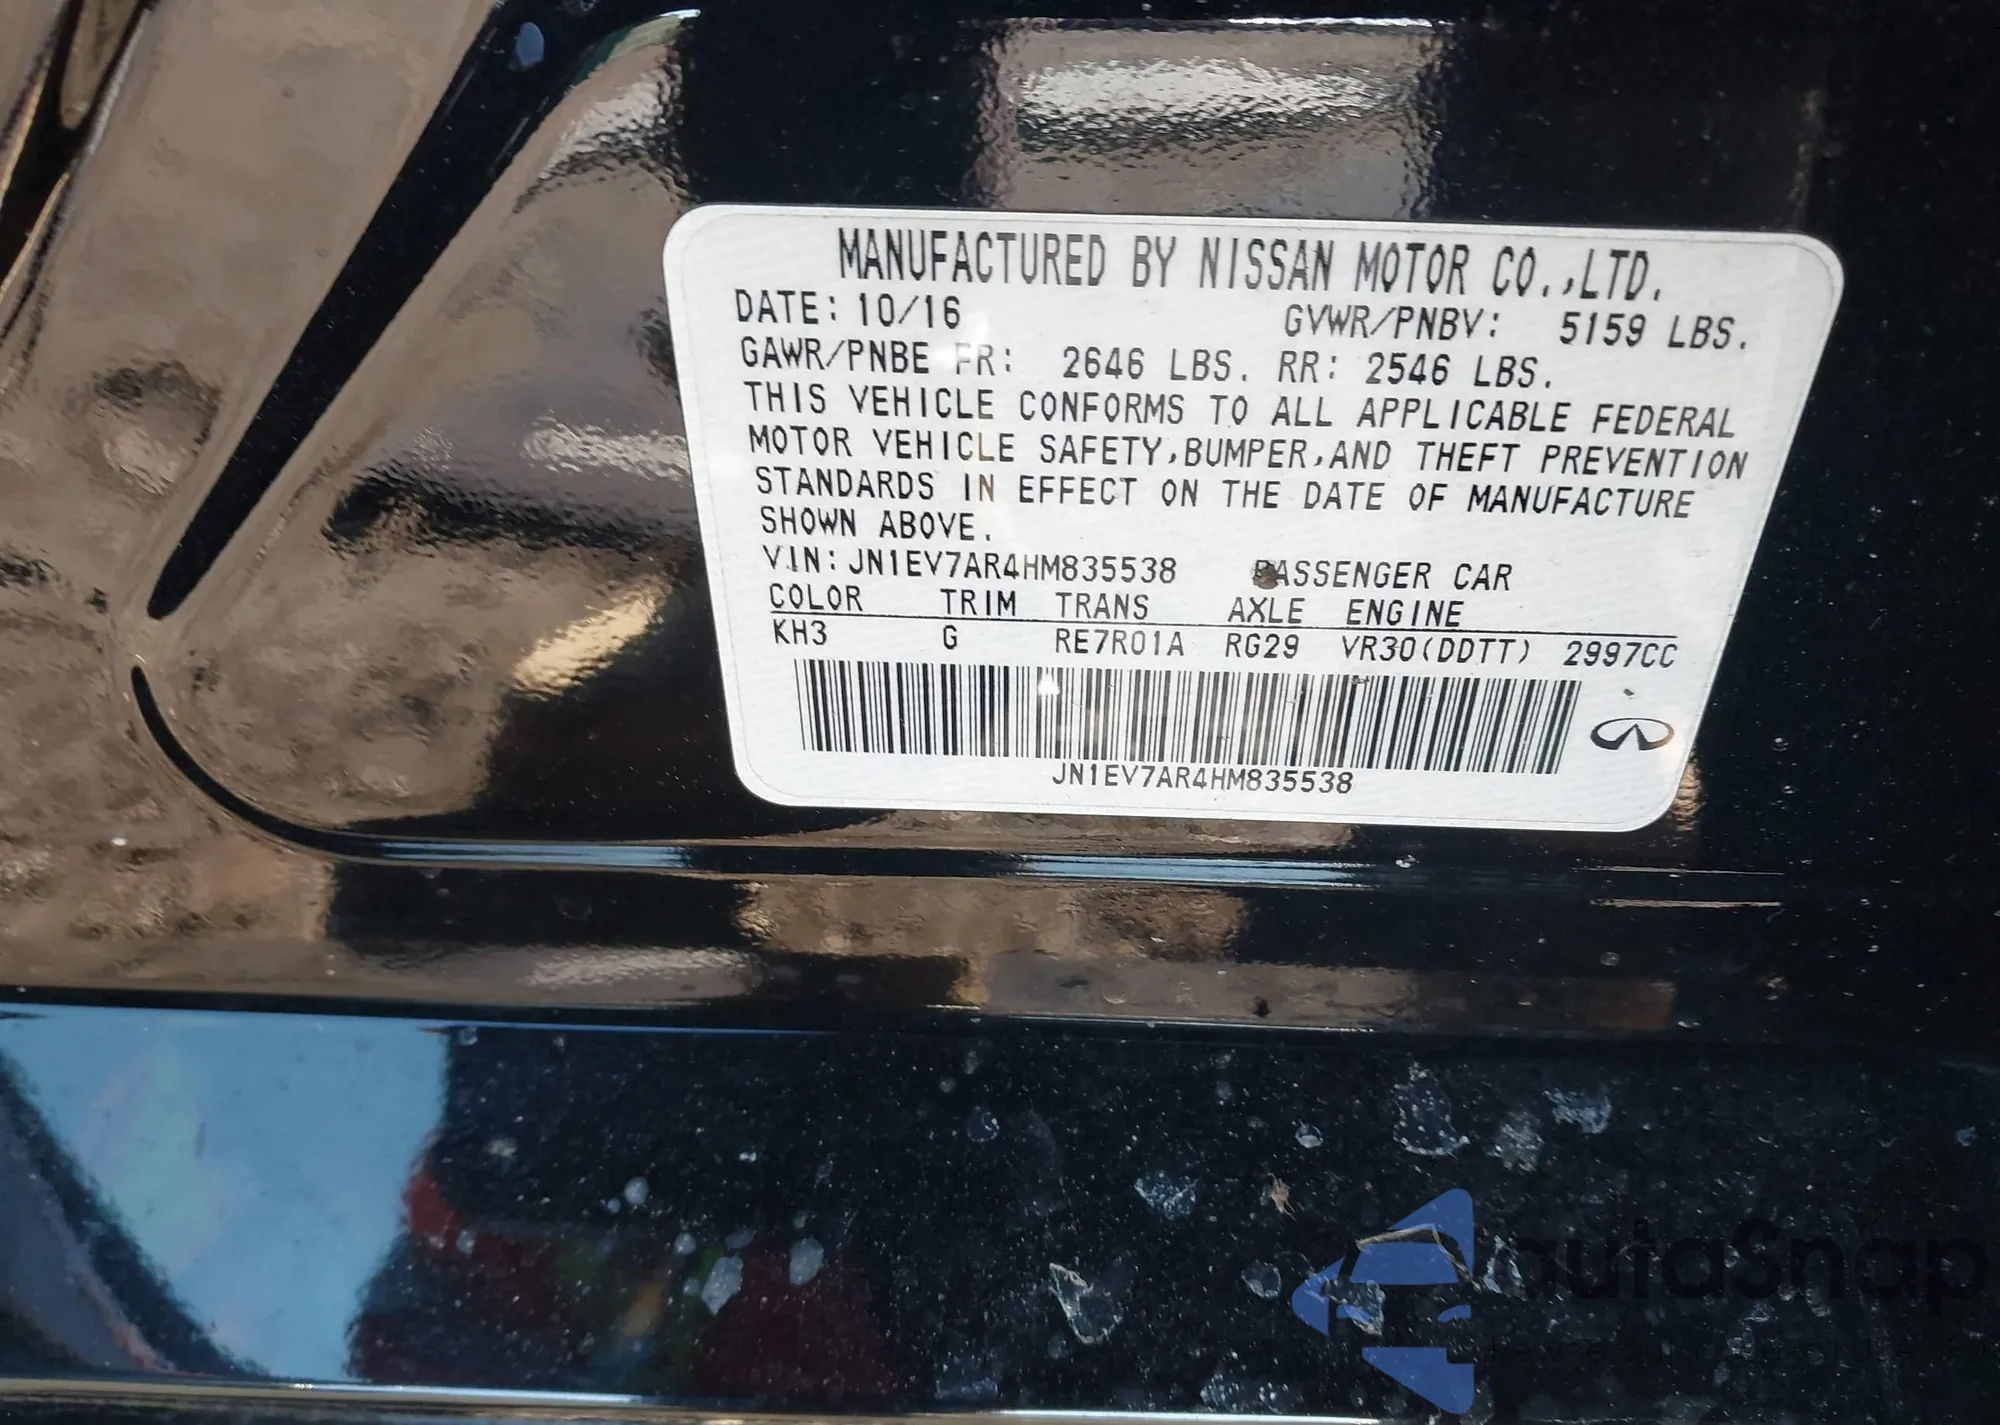 MANUFACTURED BY NISSAN MOTOR CO.,LTD.
DATE: 10/16 GVWR/PNBV: 5159 LBS.
GAWR/PNBE FR: 2646 LBS. RR: 2546 LBS.
THIS VEHICLE CONFORMS TO ALL APPLICABLE FEDERAL
MOTOR VEHICLE SAFETY,BUMPER,AND THEFT PREVENTION
STANDARDS IN EFFECT ON THE DATE OF MANUFACTURE
SHOWN ABOVE.
VIN: JN1EV7AR4HM835538 PASSENGER CAR
COLOR TRIM TRANS AXLE ENGINE
KH3 G RE7R01A RG29 VR30(DDTT) 2997CC
JN1EV7AR4HM835538
autaSnap